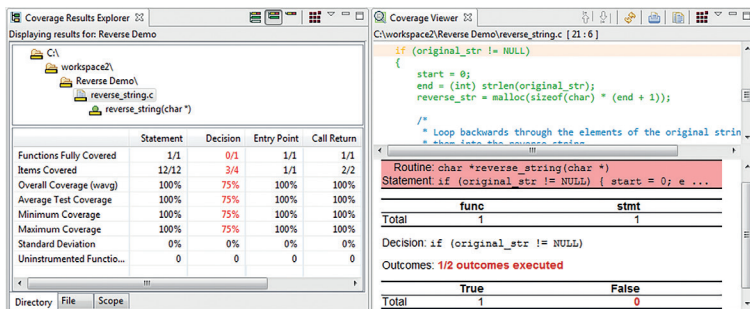 Coverage Results Explorer
Displaying results for: Reverse Demo
C:\
workspace2\
Reverse Demo\
reverse_string.c
reverse_string(char *)
Statement Decision Entry Point Call Return
Functions Fully Covered 1/1 0/1 1/1 1/1
Items Covered 12/12 3/4 1/1 2/2
Overall Coverage (wavg) 100% 75% 100% 100%
Average Test Coverage 100% 75% 100% 100%
Minimum Coverage 100% 75% 100% 100%
Maximum Coverage 100% 75% 100% 100%
Standard Deviation 0% 0% 0% 0%
Uninstrumented Functio... 0 0 0 0
Directory File Scope
Coverage Viewer
C:\workspace2\Reverse Demo\reverse_string.c [ 21 : 6 ]
if (original_str != NULL)
{
start = 0;
end = (int) strlen(original_str);
reverse_str = malloc(sizeof(char) * (end + 1));
/*
* Loop backwards through the elements of the original strin
* them into the reverse string
Routine: char *reverse_string(char *)
Statement: if (original_str != NULL) { start = 0; e ...
func stmt
Total 1 1
Decision: if (original_str != NULL)
Outcomes: 1/2 outcomes executed
True False
Total 1 0